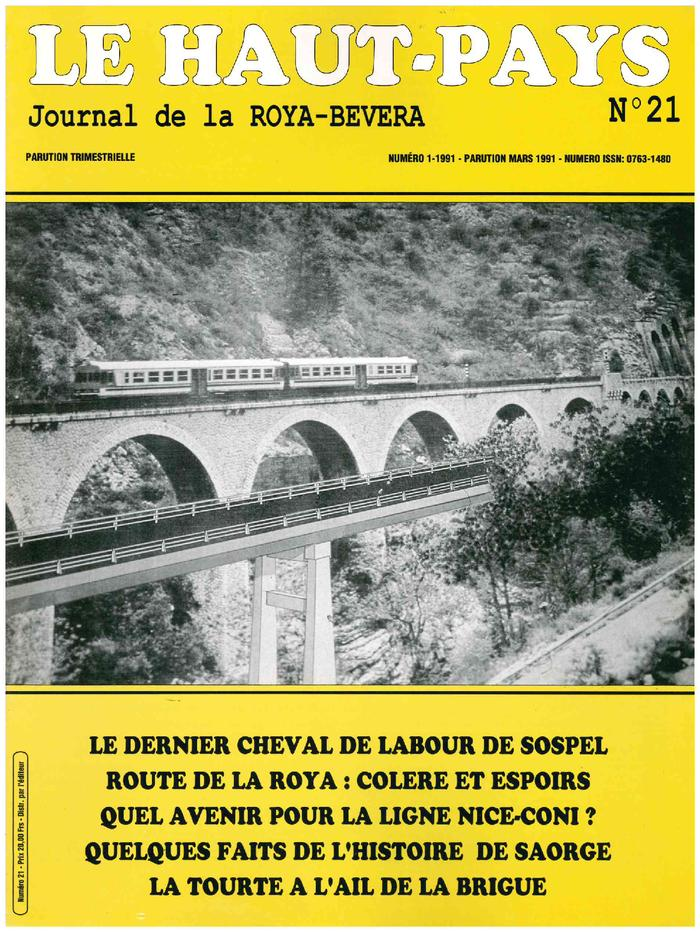 LE HAUT-PAYS
Journal de la ROYA-BEVERA
N°21
PARUTION TRIMESTRIELLE
NUMÉRO 1-1991 - PARUTION MARS 1991 - NUMERO ISSN: 0763-1480
LE DERNIER CHEVAL DE LABOUR DE SOSPEL
ROUTE DE LA ROYA : COLERE ET ESPOIRS
QUEL AVENIR POUR LA LIGNE NICE-CONI ?
QUELQUES FAITS DE L'HISTOIRE DE SAORGE
LA TOURTE A L'AIL DE LA BRIGUE
Numéro 21 - Prix 28,00 Frs - Distr. par l'éditeur